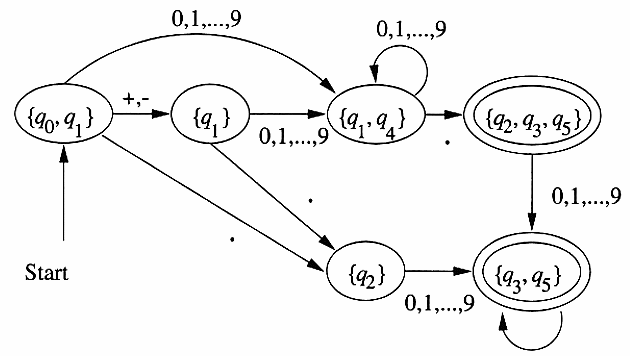 0,1,...,9
0,1,...,9
{q0, q1}
+,-
{q1}
0,1,...,9
{q1, q4}
.
{q2, q3, q5}
0,1,...,9
.
.
Start
{q2}
0,1,...,9
{q3, q5}